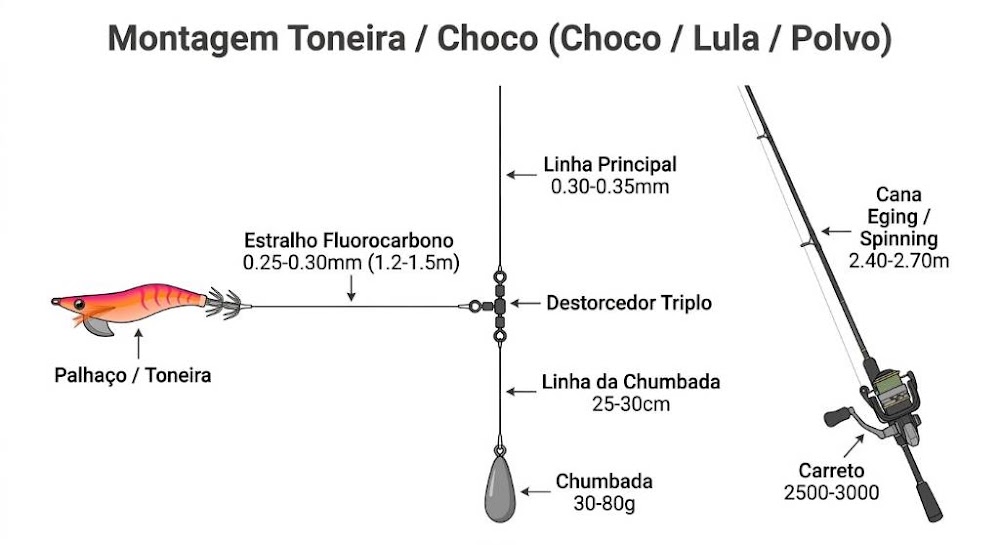 Montagem Toneira / Choco (Choco / Lula / Polvo)
Linha Principal
0.30-0.35mm
Cana
Eging /
Spinning
2.40-2.70m
Estralho Fluorocarbono
0.25-0.30mm (1.2-1.5m)
Destorcedor Triplo
Palhaço / Toneira
Linha da Chumbada
25-30cm
Chumbada
30-80g
Carreto
2500-3000